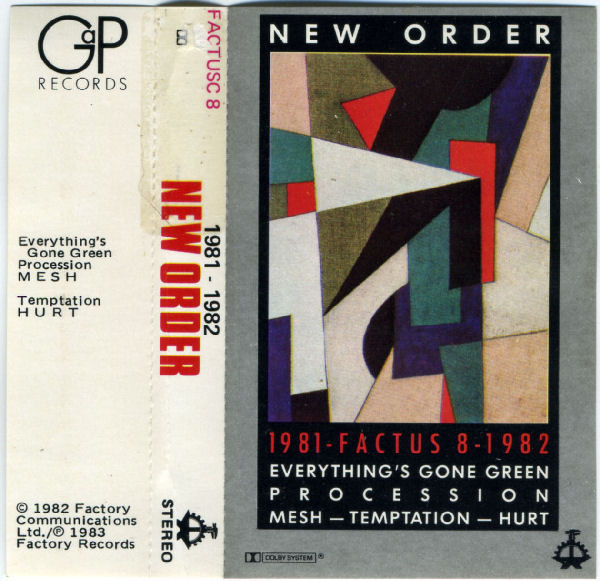 GaP
RECORDS
Everything's
Gone Green
Procession
MESH
Temptation
HURT
© 1982 Factory
Communications
Ltd./℗ 1983
Factory Records
FACTUSC 8
8
1981 - 1982
NEW ORDER
STEREO
NEW ORDER
1981-FACTUS 8-1982
EVERYTHING'S GONE GREEN
PROCESSION
MESH — TEMPTATION — HURT
DOLBY SYSTEM ®